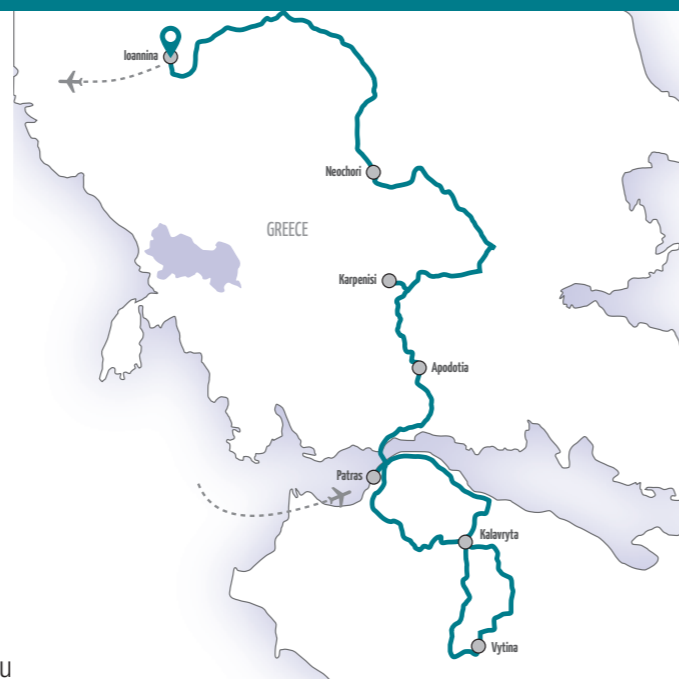 Ioannina
Neochori
GREECE
Karpenisi
Apodotia
Patras
Kalavryta
Vytina
u